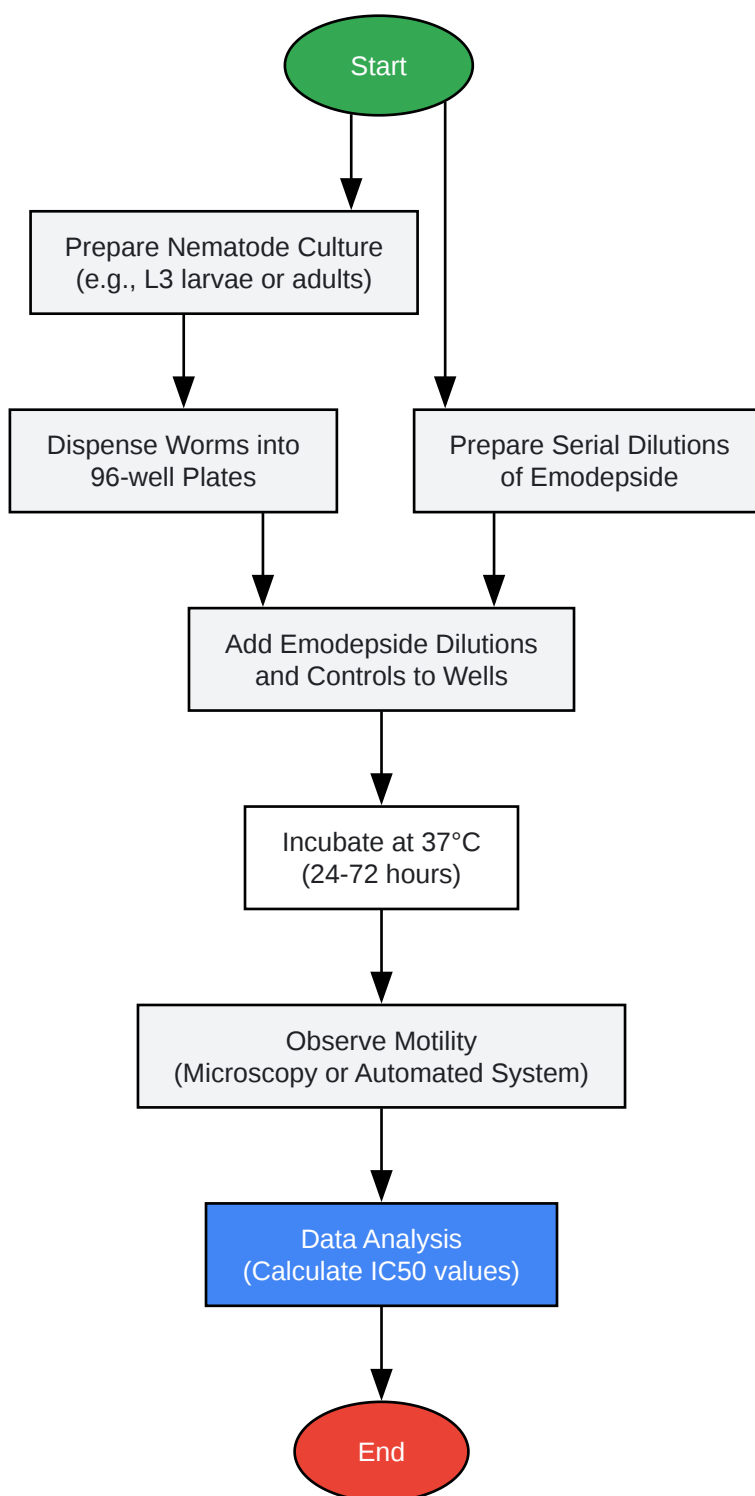 Start
Prepare Nematode Culture
(e.g., L3 larvae or adults)
Dispense Worms into
96-well Plates
Prepare Serial Dilutions
of Emodepside
Add Emodepside Dilutions
and Controls to Wells
Incubate at 37°C
(24-72 hours)
Observe Motility
(Microscopy or Automated System)
Data Analysis
(Calculate IC50 values)
End